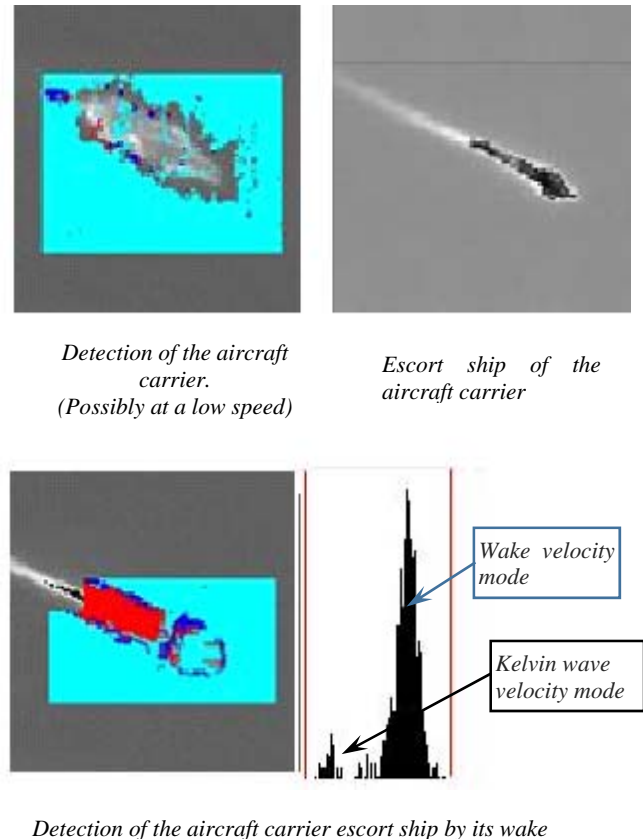 Detection of the aircraft
carrier.
(Possibly at a low speed)
Escort ship of the
aircraft carrier
Wake velocity
mode
Kelvin wave
velocity mode
Detection of the aircraft carrier escort ship by its wake